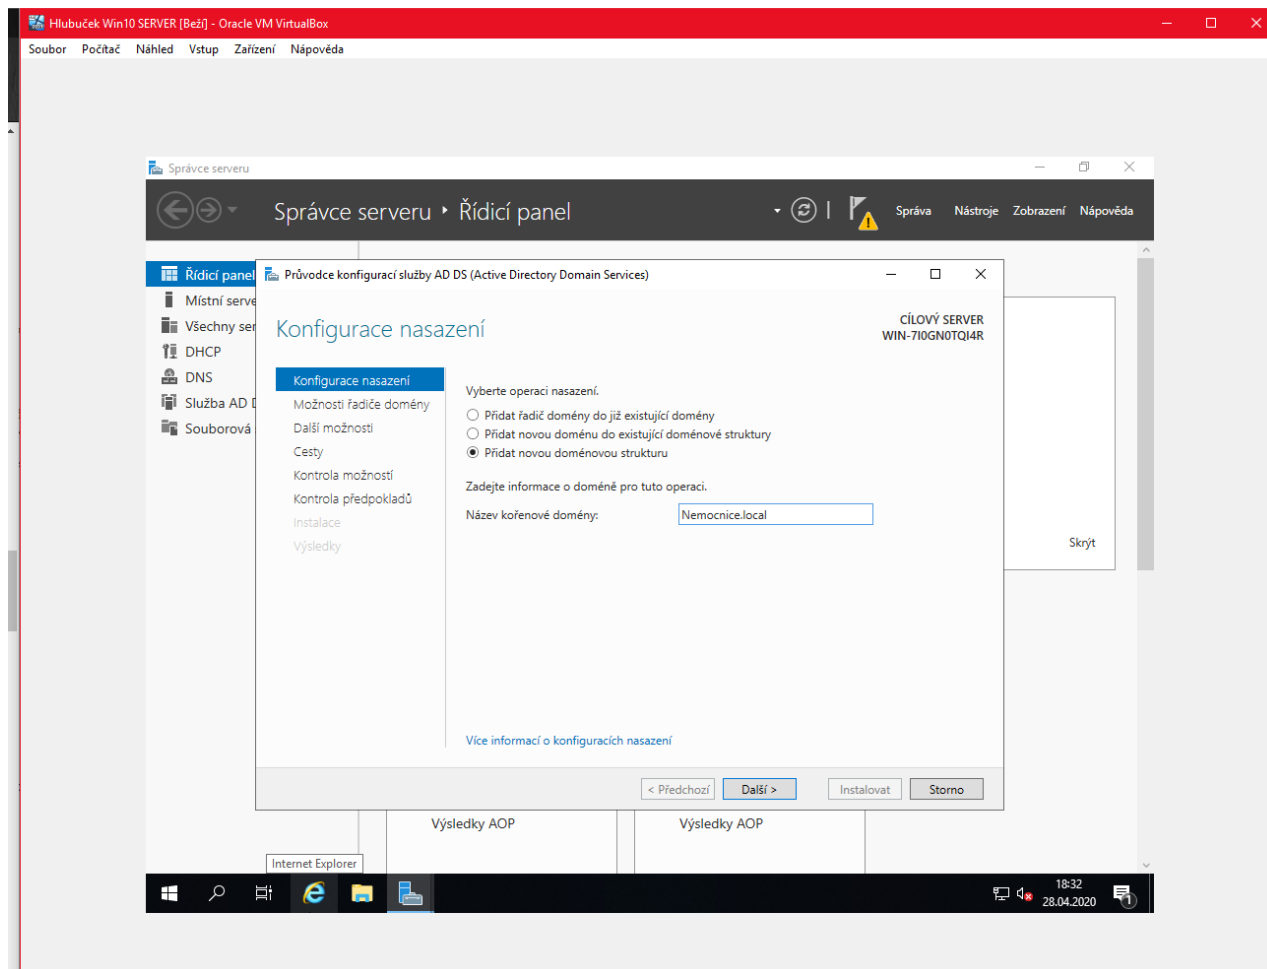 Hlubuček Win10 SERVER [Beží] - Oracle VM VirtualBox
Soubor Počítač Náhled Vstup Zařízení Nápověda
Správce serveru
Správce serveru Řídicí panel
Správa Nástroje Zobrazení Nápověda
Řídicí panel
Místní serve
Všechny ser
DHCP
DNS
Služba AD D
Souborová
Průvodce konfigurací služby AD DS (Active Directory Domain Services)
Konfigurace nasazení
CÍLOVÝ SERVER
WIN-7I0GN0TQI4R
Konfigurace nasazení
Možnosti řadiče domény
Další možnosti
Cesty
Kontrola možností
Kontrola předpokladů
Instalace
Výsledky
Vyberte operaci nasazení.
Přidat řadič domény do již existující domény
Přidat novou doménu do existující doménové struktury
Přidat novou doménovou strukturu
Zadejte informace o doméně pro tuto operaci.
Název kořenové domény: Nemocnice.local
Více informací o konfiguracích nasazení
< Předchozí Další > Instalovat Storno
Skrýt
Výsledky AOP Výsledky AOP
Internet Explorer
18:32
28.04.2020
1